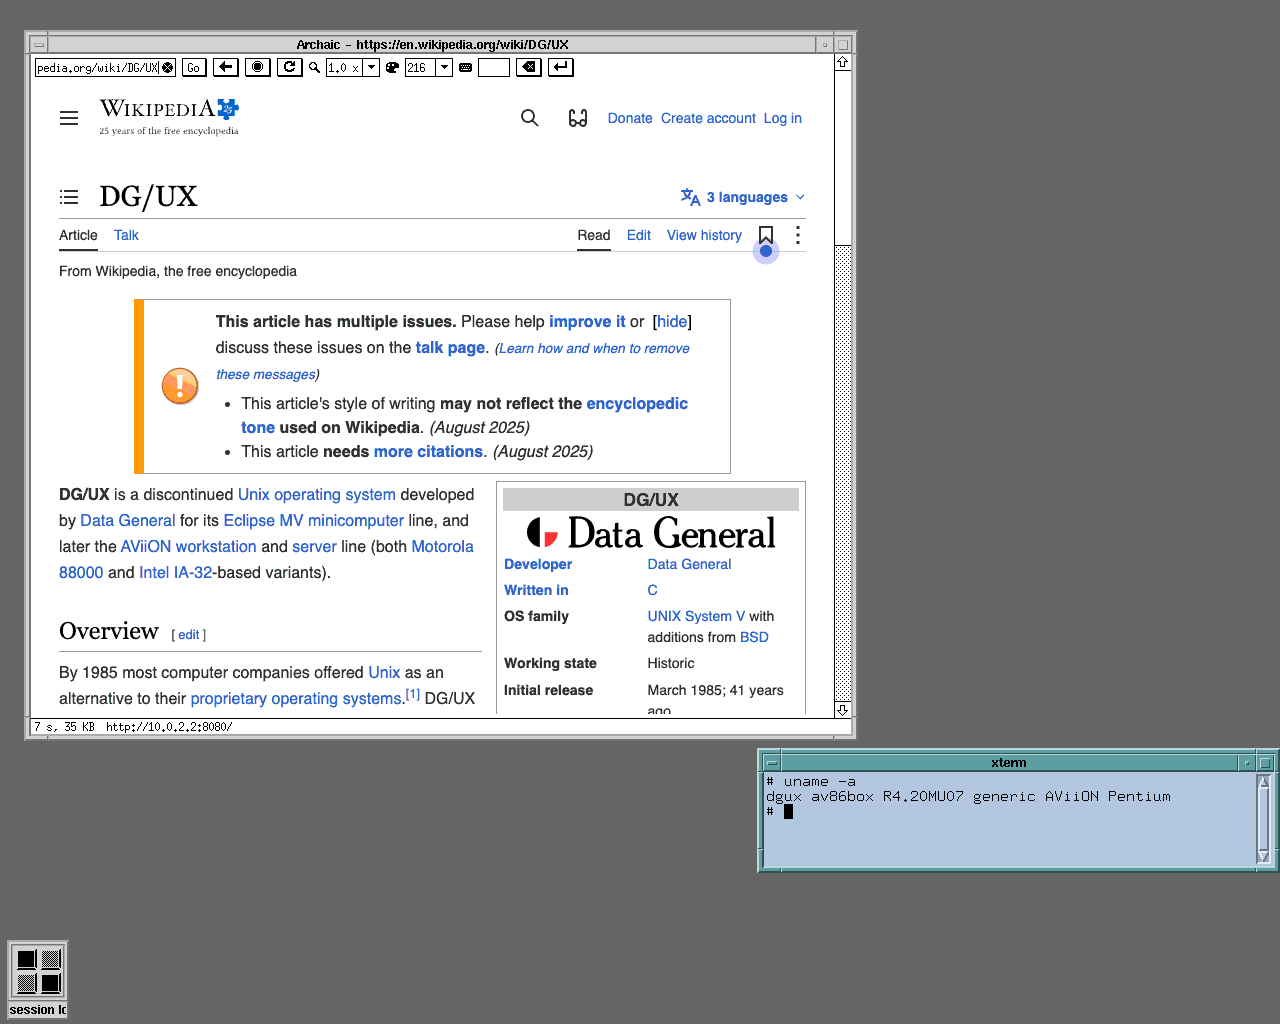 Archaic - https://en.wikipedia.org/wiki/DG/UX
pedia.org/wiki/DG/UX Go 1.0 x 216
WIKIPEDIA 25
25 years of the free encyclopedia
Donate Create account Log in
DG/UX
3 languages
Article Talk Read Edit View history
From Wikipedia, the free encyclopedia
This article has multiple issues. Please help improve it or [hide]
discuss these issues on the talk page. (Learn how and when to remove
these messages)
• This article's style of writing may not reflect the encyclopedic
tone used on Wikipedia. (August 2025)
• This article needs more citations. (August 2025)
DG/UX is a discontinued Unix operating system developed
by Data General for its Eclipse MV minicomputer line, and
later the AViiON workstation and server line (both Motorola
88000 and Intel IA-32-based variants).
Overview [ edit ]
By 1985 most computer companies offered Unix as an
alternative to their proprietary operating systems.[1] DG/UX
DG/UX
Data General
Developer Data General
Written in C
OS family UNIX System V with
additions from BSD
Working state Historic
Initial release March 1985; 41 years
ago
7 s, 35 KB http://10.0.2.2:8080/
xterm
# uname -a
dgux av86box R4.20MU07 generic AViiON Pentium
#
session lo